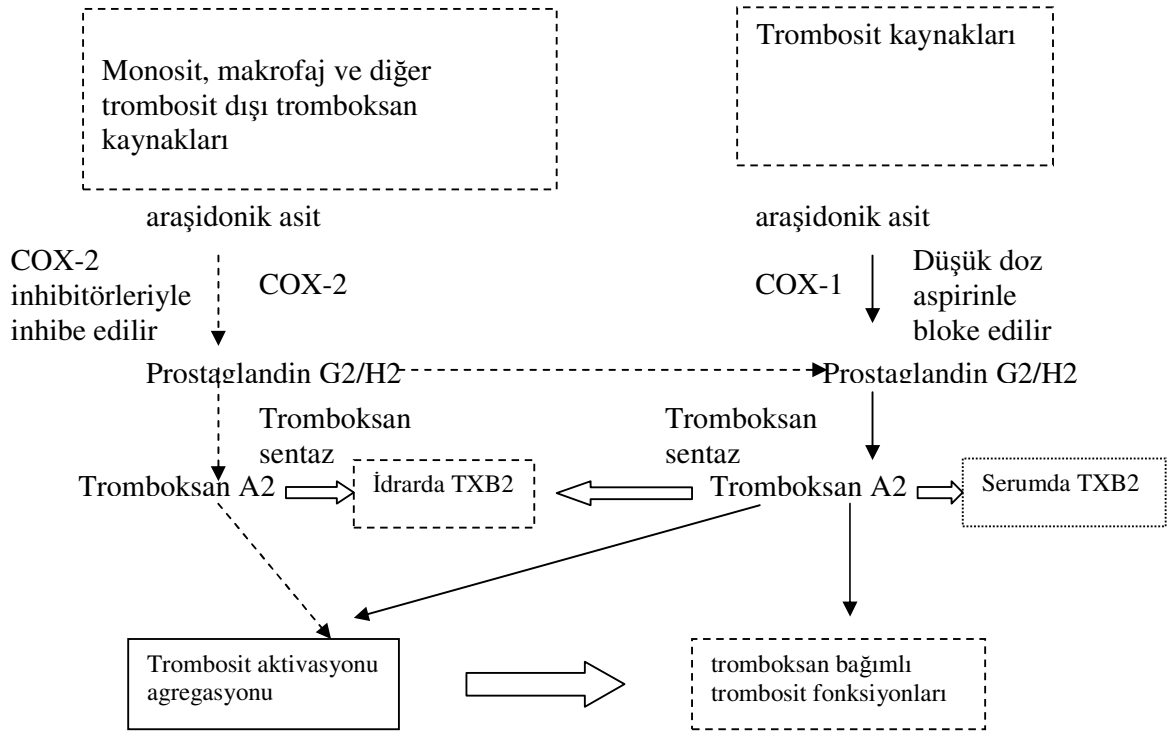 Monosit, makrofaj ve diğer
trombosit dışı tromboksan
kaynakları
Trombosit kaynakları
araşidonik asit
araşidonik asit
COX-2
inhibitörleriyle
inhibe edilir
COX-2
COX-1
Düşük doz
aspirinle
bloke edilir
Prostaglandin G2/H2
Prostaglandin G2/H2
Tromboksan
sentaz
Tromboksan
sentaz
Tromboksan A2
İdrarda TXB2
Tromboksan A2
Serumda TXB2
Trombosit aktivasyonu
agregasyonu
tromboksan bağımlı
trombosit fonksiyonları